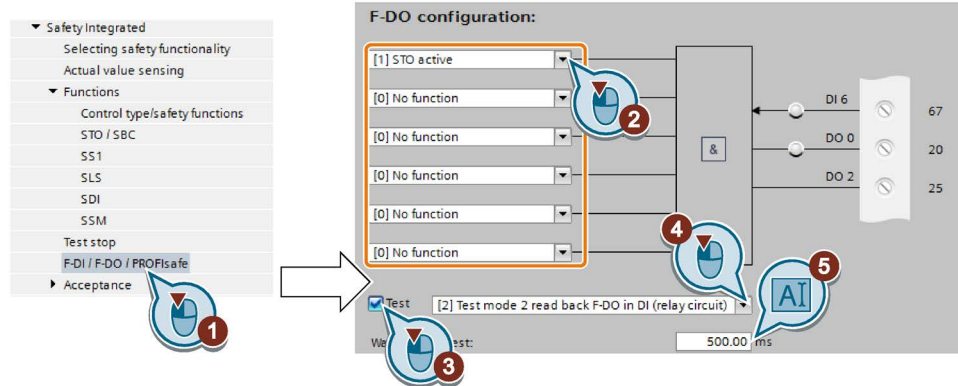 Safety Integrated
Selecting safety functionality
Actual value sensing
Functions
Control type/safety functions
STO / SBC
SS1
SLS
SDI
SSM
Test stop
F-DI / F-DO / PROFIsafe
Acceptance
1
F-DO configuration:
[1] STO active
[0] No function
[0] No function
[0] No function
[0] No function
[0] No function
2
&
DI 6
67
DO 0
20
DO 2
25
4
5
AI
Test
[2] Test mode 2 read back F-DO in DI (relay circuit)
3
500.00 ms